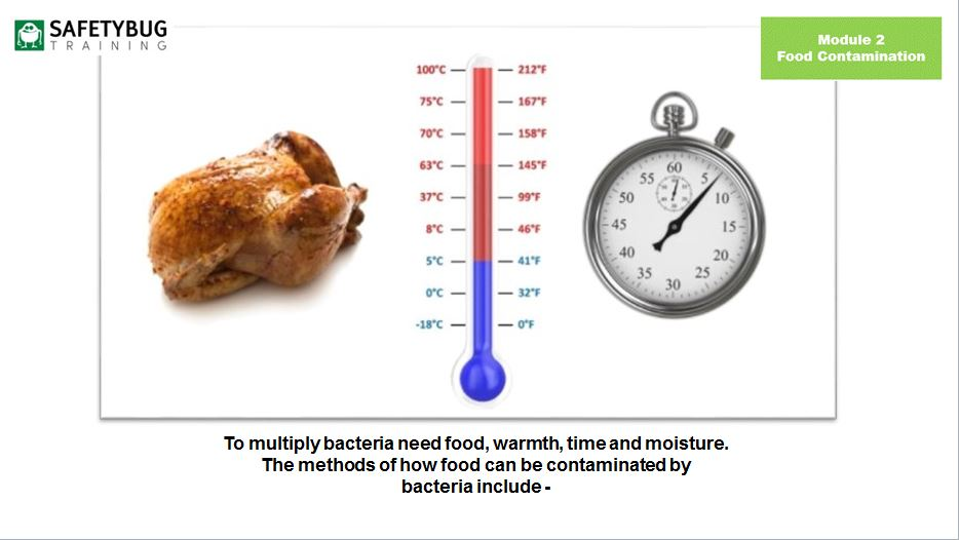 SAFETYBUG
TRAINING
Module 2
Food Contamination
100°C 212°F
75°C 167°F
70°C 158°F
63°C 145°F
37°C 99°F
8°C 46°F
5°C 41°F
0°C 32°F
-18°C 0°F
60
5
10
15
20
25
30
35
40
45
50
55
To multiply bacteria need food, warmth, time and moisture.
The methods of how food can be contaminated by
bacteria include -